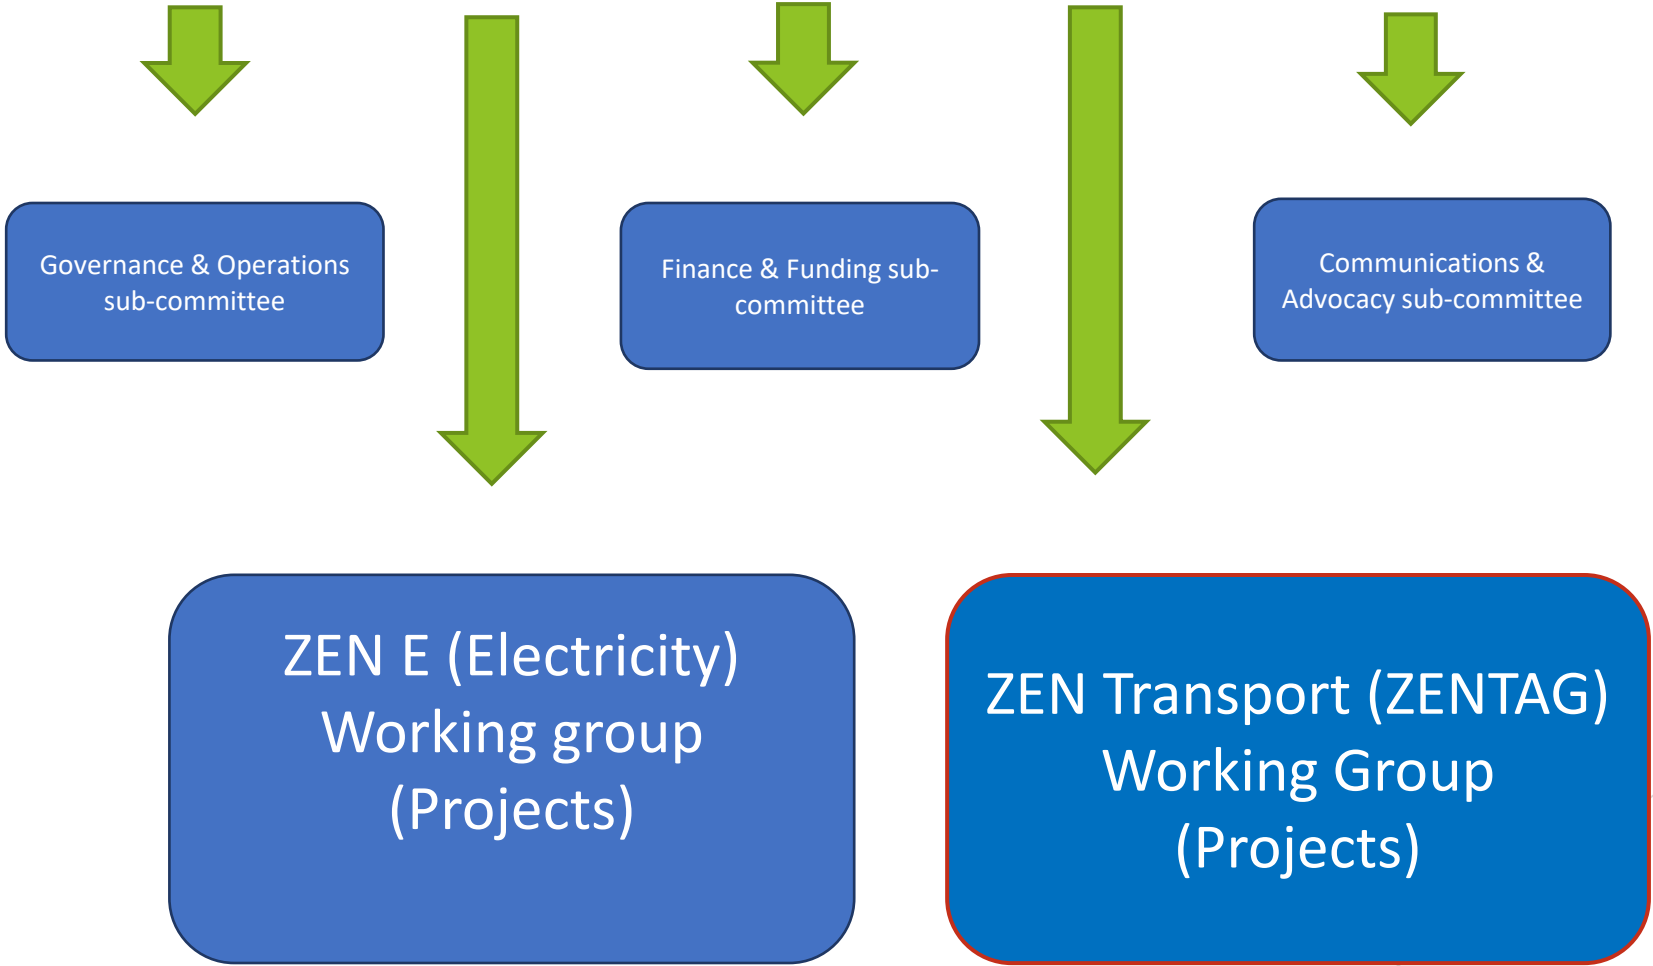 Governance & Operations
sub-committee
Finance & Funding sub-
committee
Communications &
Advocacy sub-committee
ZEN E (Electricity)
Working group
(Projects)
ZEN Transport (ZENTAG)
Working Group
(Projects)